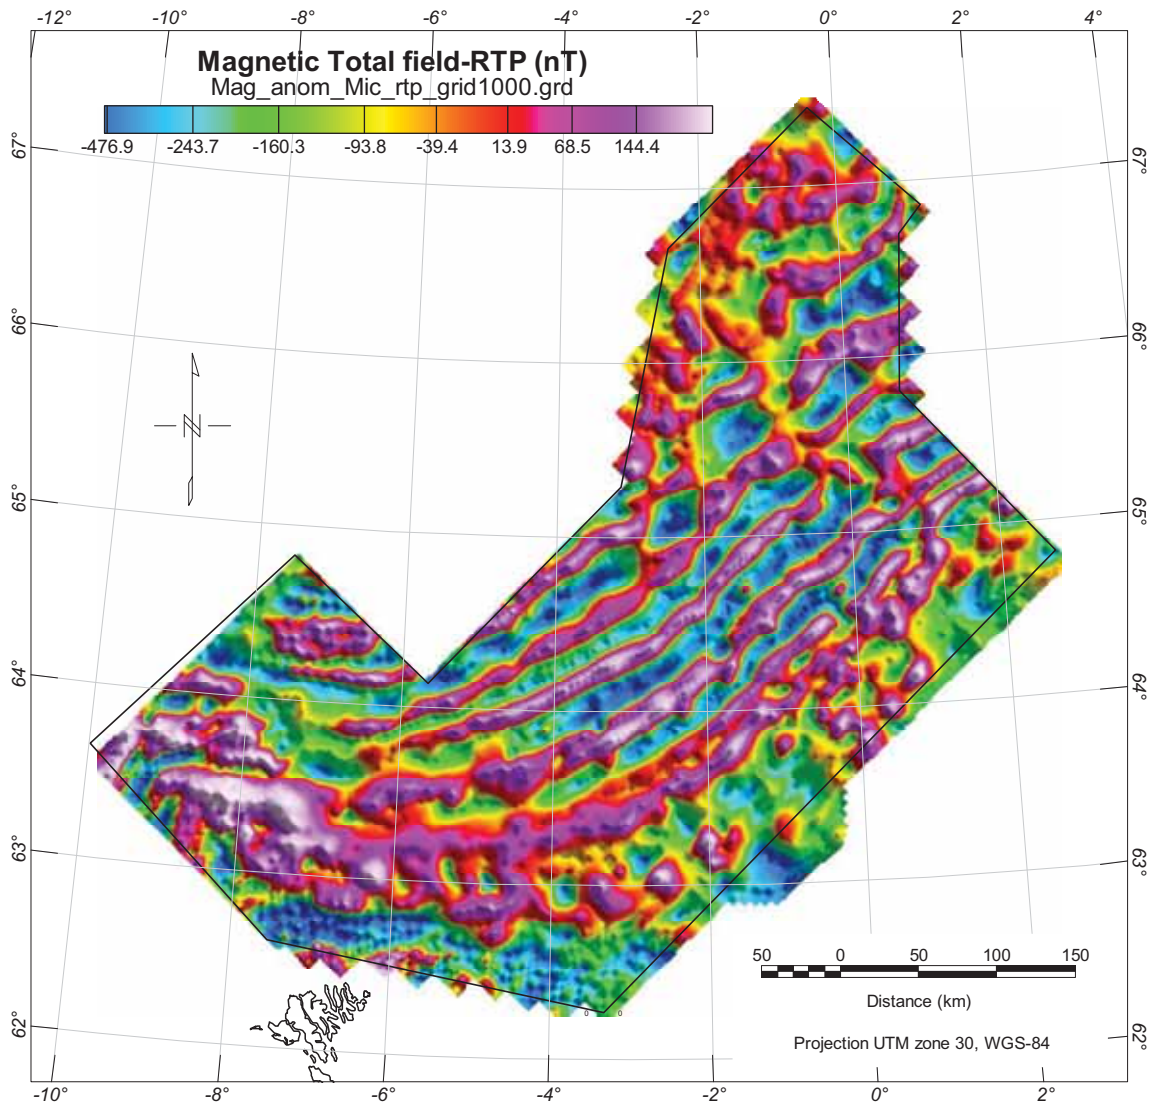 -12° -10° -8° -6° -4° -2° 0° 2° 4°
Magnetic Total field-RTP (nT)
Mag_anom_Mic_rtp_grid1000.grd
-476.9 -243.7 -160.3 -93.8 -39.4 13.9 68.5 144.4
67° 67°
66° 66°
N
65° 65°
64° 64°
63° 63°
50 0 50 100 150
Distance (km)
0 0
62° 62°
Projection UTM zone 30, WGS-84
-10° -8° -6° -4° -2° 0° 2°